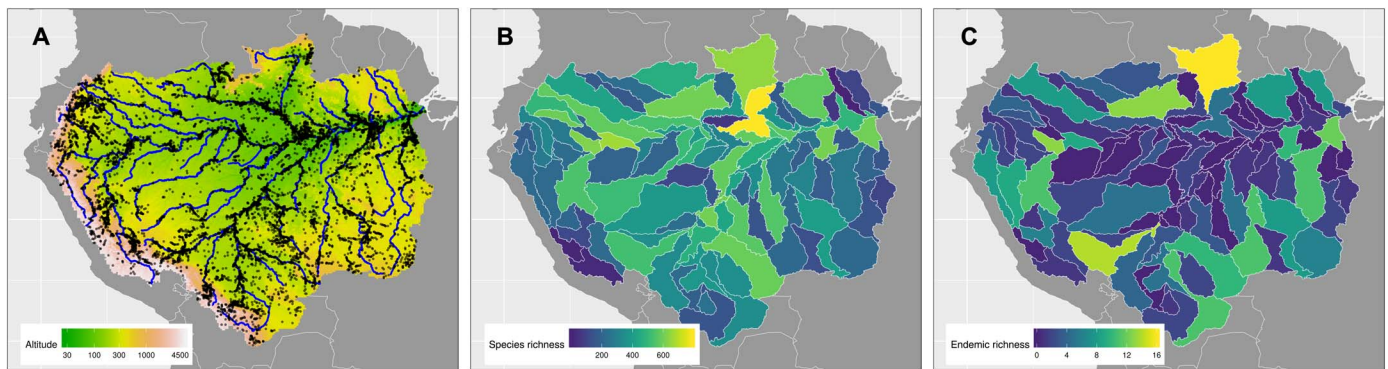 A
Altitude
30 100 300 1000 4500
B
Species richness
200 400 600
C
Endemic richness
0 4 8 12 16